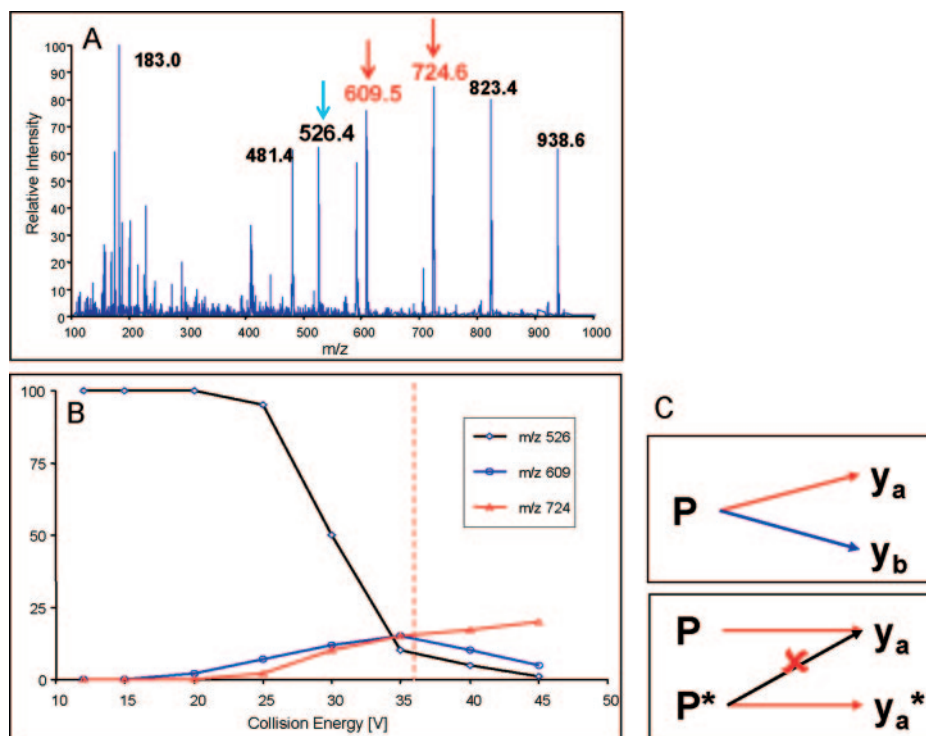 A
183.0
481.4
526.4
609.5
724.6
823.4
938.6
Relative Intensity
100
90
80
70
60
50
40
30
20
10
0
100 200 300 400 500 600 700 800 900 1000
m/z
B
100
75
50
25
0
m/z 526
m/z 609
m/z 724
10 15 20 25 30 35 40 45 50
Collision Energy [V]
C
P
ya
yb
P
ya
P*
ya*